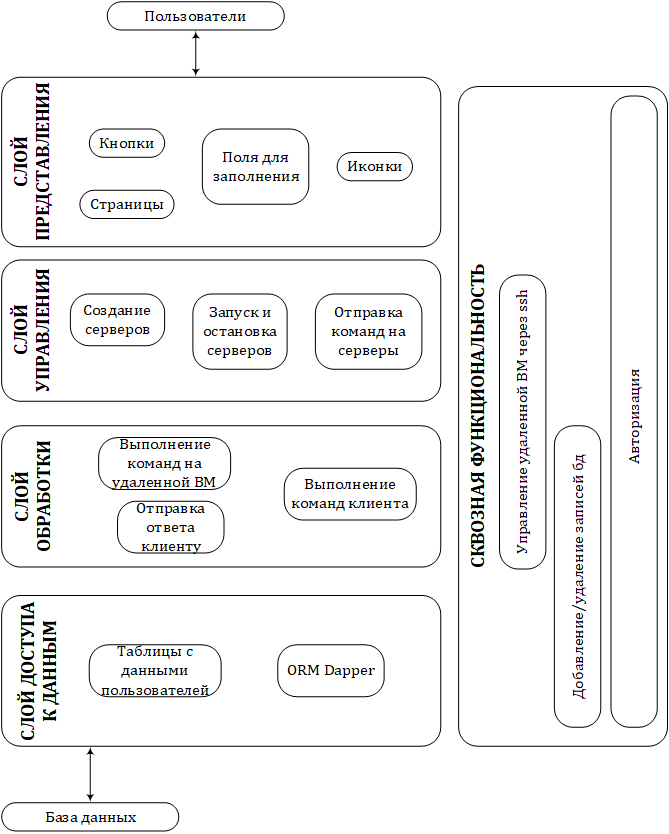 Пользователи
СЛОЙ
ПРЕДСТАВЛЕНИЯ
Кнопки
Страницы
Поля для
заполнения
Иконки
СЛОЙ
УПРАВЛЕНИЯ
Создание
серверов
Запуск и
остановка
серверов
Отправка
команд на
серверы
СЛОЙ
ОБРАБОТКИ
Выполнение
команд на
удаленной ВМ
Отправка
ответа
клиенту
Выполнение
команд клиента
СЛОЙ ДОСТУПА
К ДАННЫМ
Таблицы с
данными
пользователей
ORM Dapper
База данных
СКВОЗНАЯ ФУНКЦИОНАЛЬНОСТЬ
Управление удаленной ВМ через ssh
Добавление/удаление записей бд
Авторизация